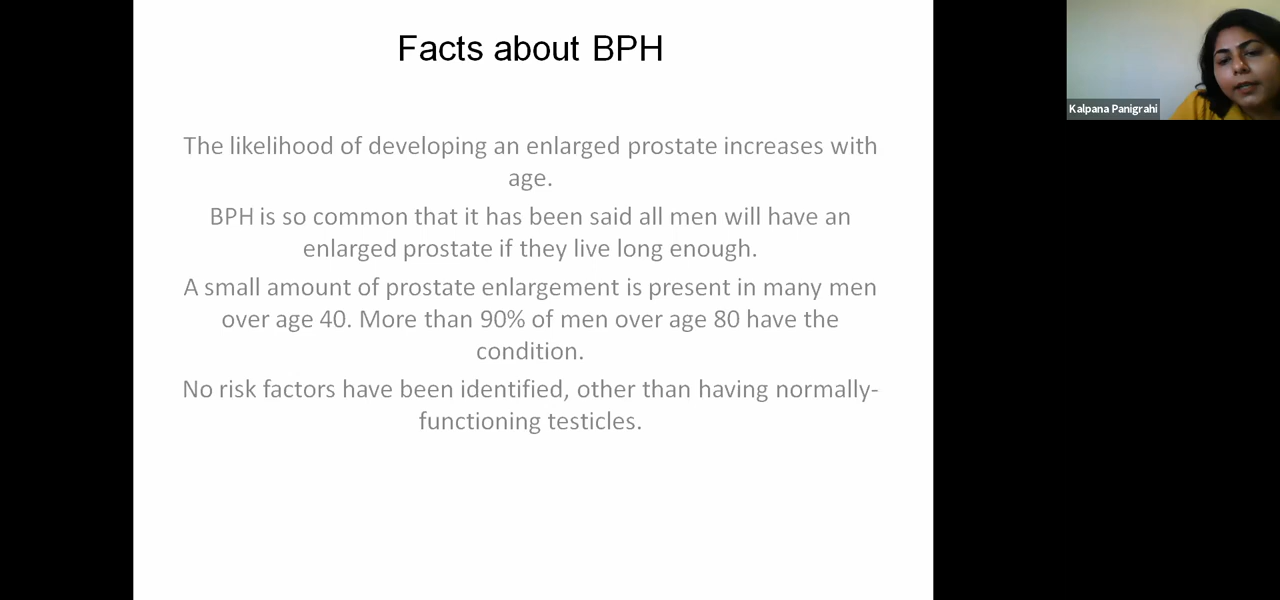 Facts about BPH
Kalpana Panigrahi
The likelihood of developing an enlarged prostate increases with
age.
BPH is so common that it has been said all men will have an
enlarged prostate if they live long enough.
A small amount of prostate enlargement is present in many men
over age 40. More than 90% of men over age 80 have the
condition.
No risk factors have been identified, other than having normally-
functioning testicles.